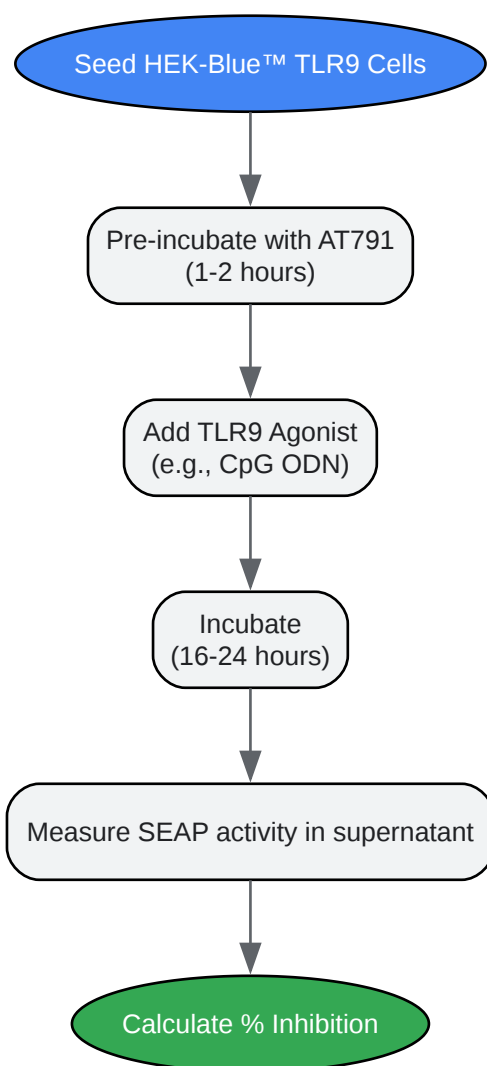 Seed HEK-Blue™ TLR9 Cells
Pre-incubate with AT791
(1-2 hours)
Add TLR9 Agonist
(e.g., CpG ODN)
Incubate
(16-24 hours)
Measure SEAP activity in supernatant
Calculate % Inhibition